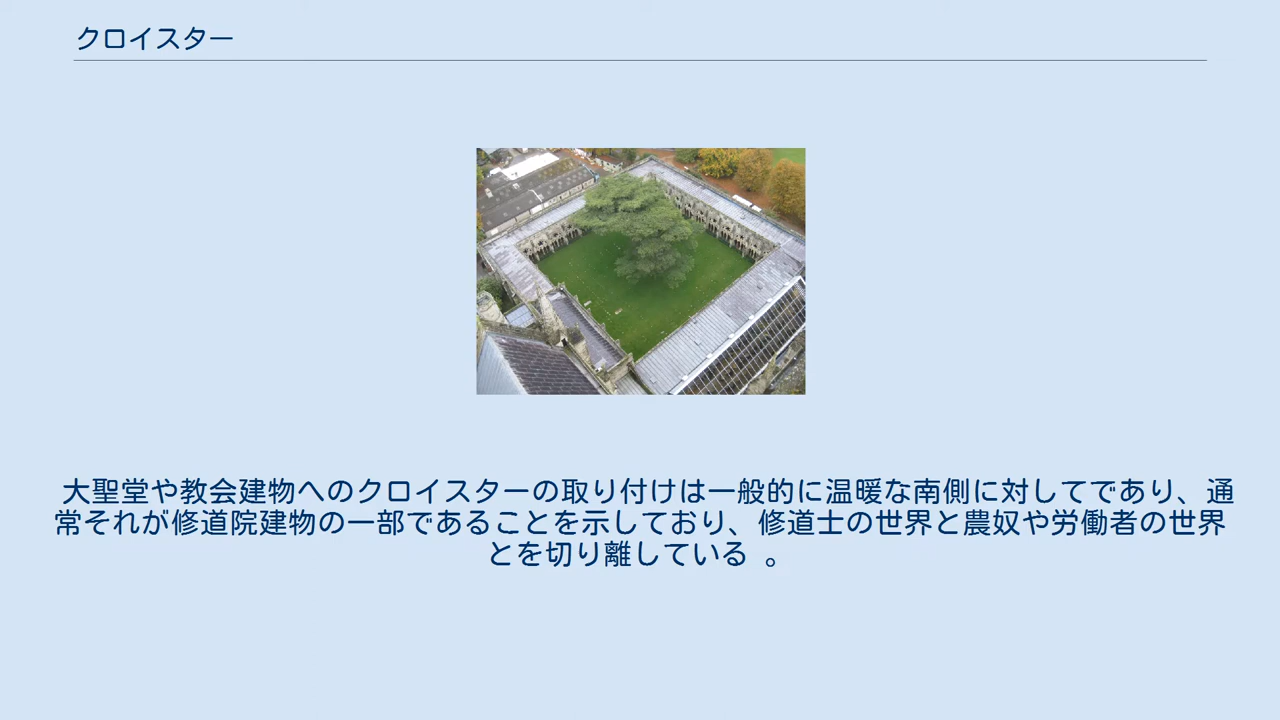 クロイスター
大聖堂や教会建物へのクロイスターの取り付けは一般的に温暖な南側に対してであり、通
常それが修道院建物の一部であることを示しており、修道士の世界と農奴や労働者の世界
とを切り離している 。